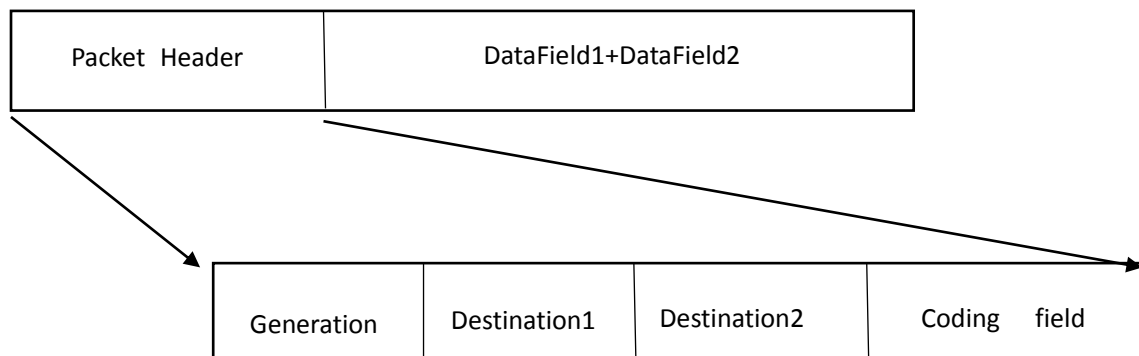 Packet Header DataField1+DataField2
Generation Destination1 Destination2 Coding field